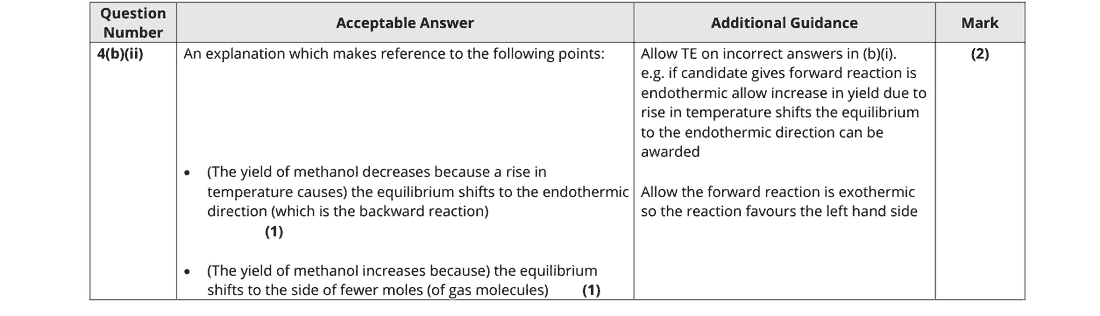 Question
Number
Acceptable Answer
Additional Guidance
Mark
4(b)(ii)
An explanation which makes reference to the following points:
• (The yield of methanol decreases because a rise in
temperature causes) the equilibrium shifts to the endothermic
direction (which is the backward reaction)
(1)
• (The yield of methanol increases because) the equilibrium
shifts to the side of fewer moles (of gas molecules) (1)
Allow TE on incorrect answers in (b)(i).
e.g. if candidate gives forward reaction is
endothermic allow increase in yield due to
rise in temperature shifts the equilibrium
to the endothermic direction can be
awarded
Allow the forward reaction is exothermic
so the reaction favours the left hand side
(2)